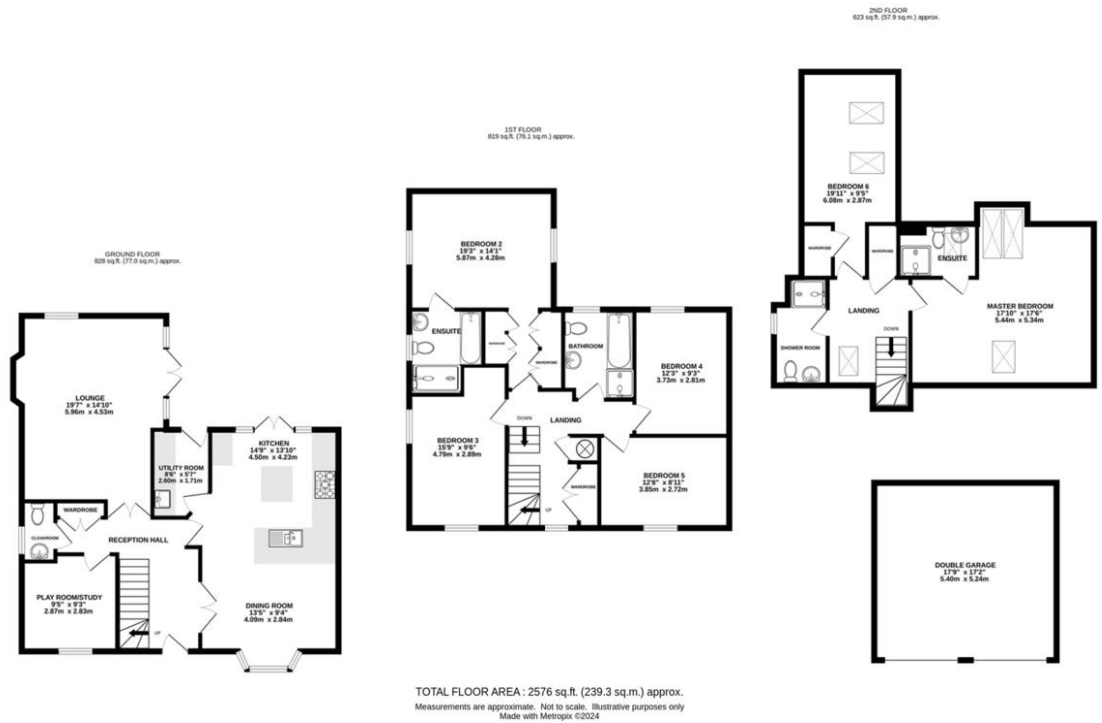 GROUND FLOOR
828 sq.ft. (77.0 sq.m.) approx.
LOUNGE
19'7" x 14'10"
5.96m x 4.53m
KITCHEN
14'9" x 13'10"
4.50m x 4.23m
UTILITY ROOM
8'6" x 5'7"
2.60m x 1.71m
WARDROBE
CLOAKROOM
RECEPTION HALL
PLAY ROOM/STUDY
9'5" x 9'3"
2.87m x 2.83m
UP
DINING ROOM
13'5" x 9'4"
4.09m x 2.84m
1ST FLOOR
819 sq.ft. (76.1 sq.m.) approx.
BEDROOM 2
19'3" x 14'1"
5.87m x 4.28m
ENSUITE
WARDROBE
WARDROBE
BATHROOM
BEDROOM 4
12'3" x 9'3"
3.73m x 2.81m
LANDING
DOWN
BEDROOM 3
15'9" x 9'6"
4.79m x 2.89m
WARDROBE
UP
BEDROOM 5
12'8" x 8'11"
3.85m x 2.72m
2ND FLOOR
623 sq.ft. (57.9 sq.m.) approx.
BEDROOM 6
19'11" x 9'5"
6.08m x 2.87m
WARDROBE
WARDROBE
ENSUITE
MASTER BEDROOM
17'10" x 17'6"
5.44m x 5.34m
LANDING
DOWN
SHOWER ROOM
DOUBLE GARAGE
17'9" x 17'2"
5.40m x 5.24m
TOTAL FLOOR AREA : 2576 sq.ft. (239.3 sq.m.) approx.
Measurements are approximate. Not to scale. Illustrative purposes only
Made with Metropix ©2024